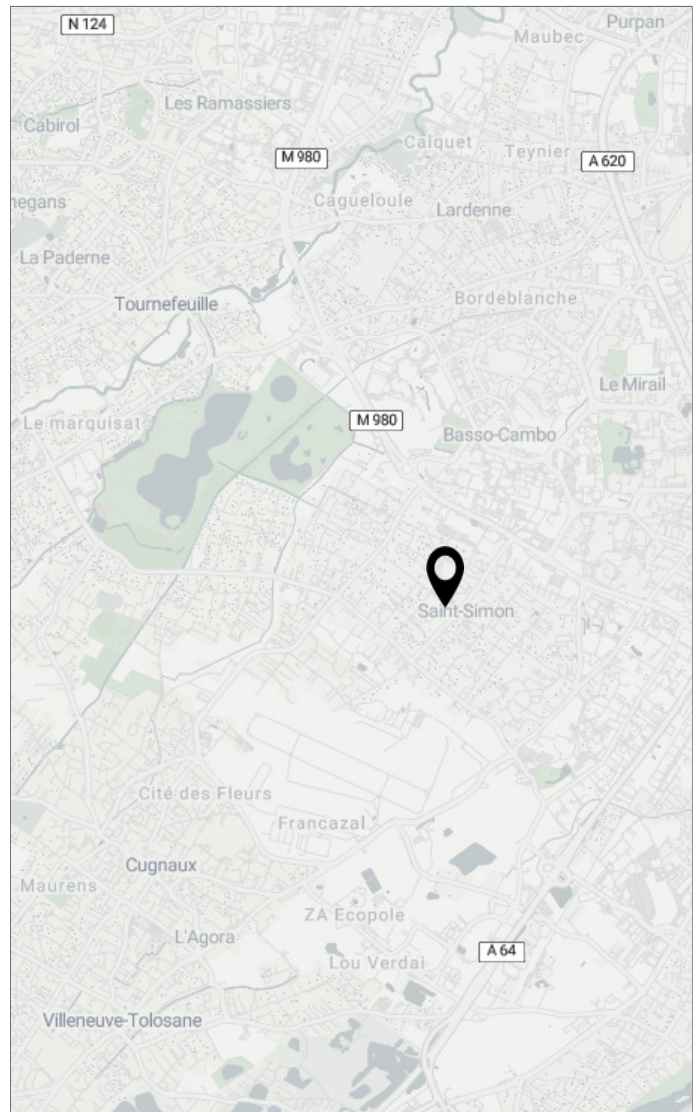 N 124
Purpan
Maubec
Les Ramassiers
Cabirol
Calquet
Teynier
M 980
A 620
negans
Cagueloule
Lardenne
La Paderne
Tournefeuille
Bordeblanche
Le Mirail
Le marquisat
M 980
Basso-Cambo
Saint-Simon
Cité des Fleurs
Francazal
Cugnaux
Maurens
ZA Ecopole
L'Agora
A 64
Lou Verdai
Villeneuve-Tolosane